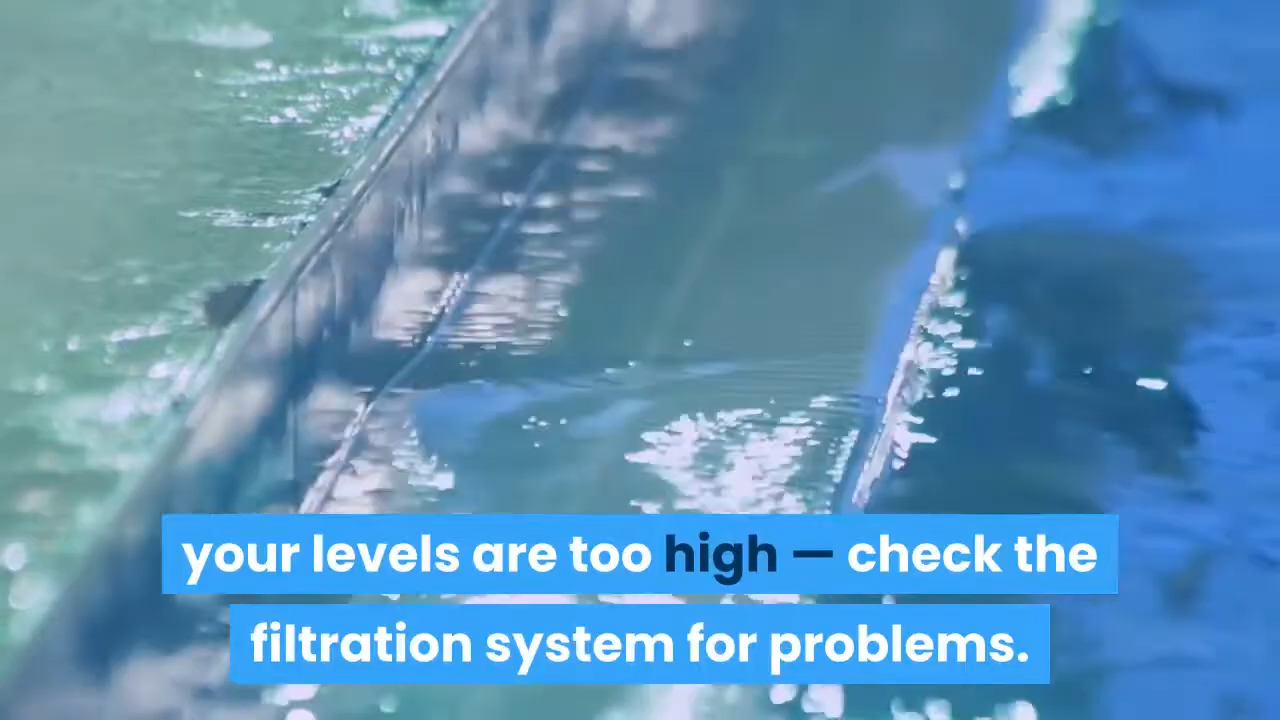 your levels are too high — check the
filtration system for problems.